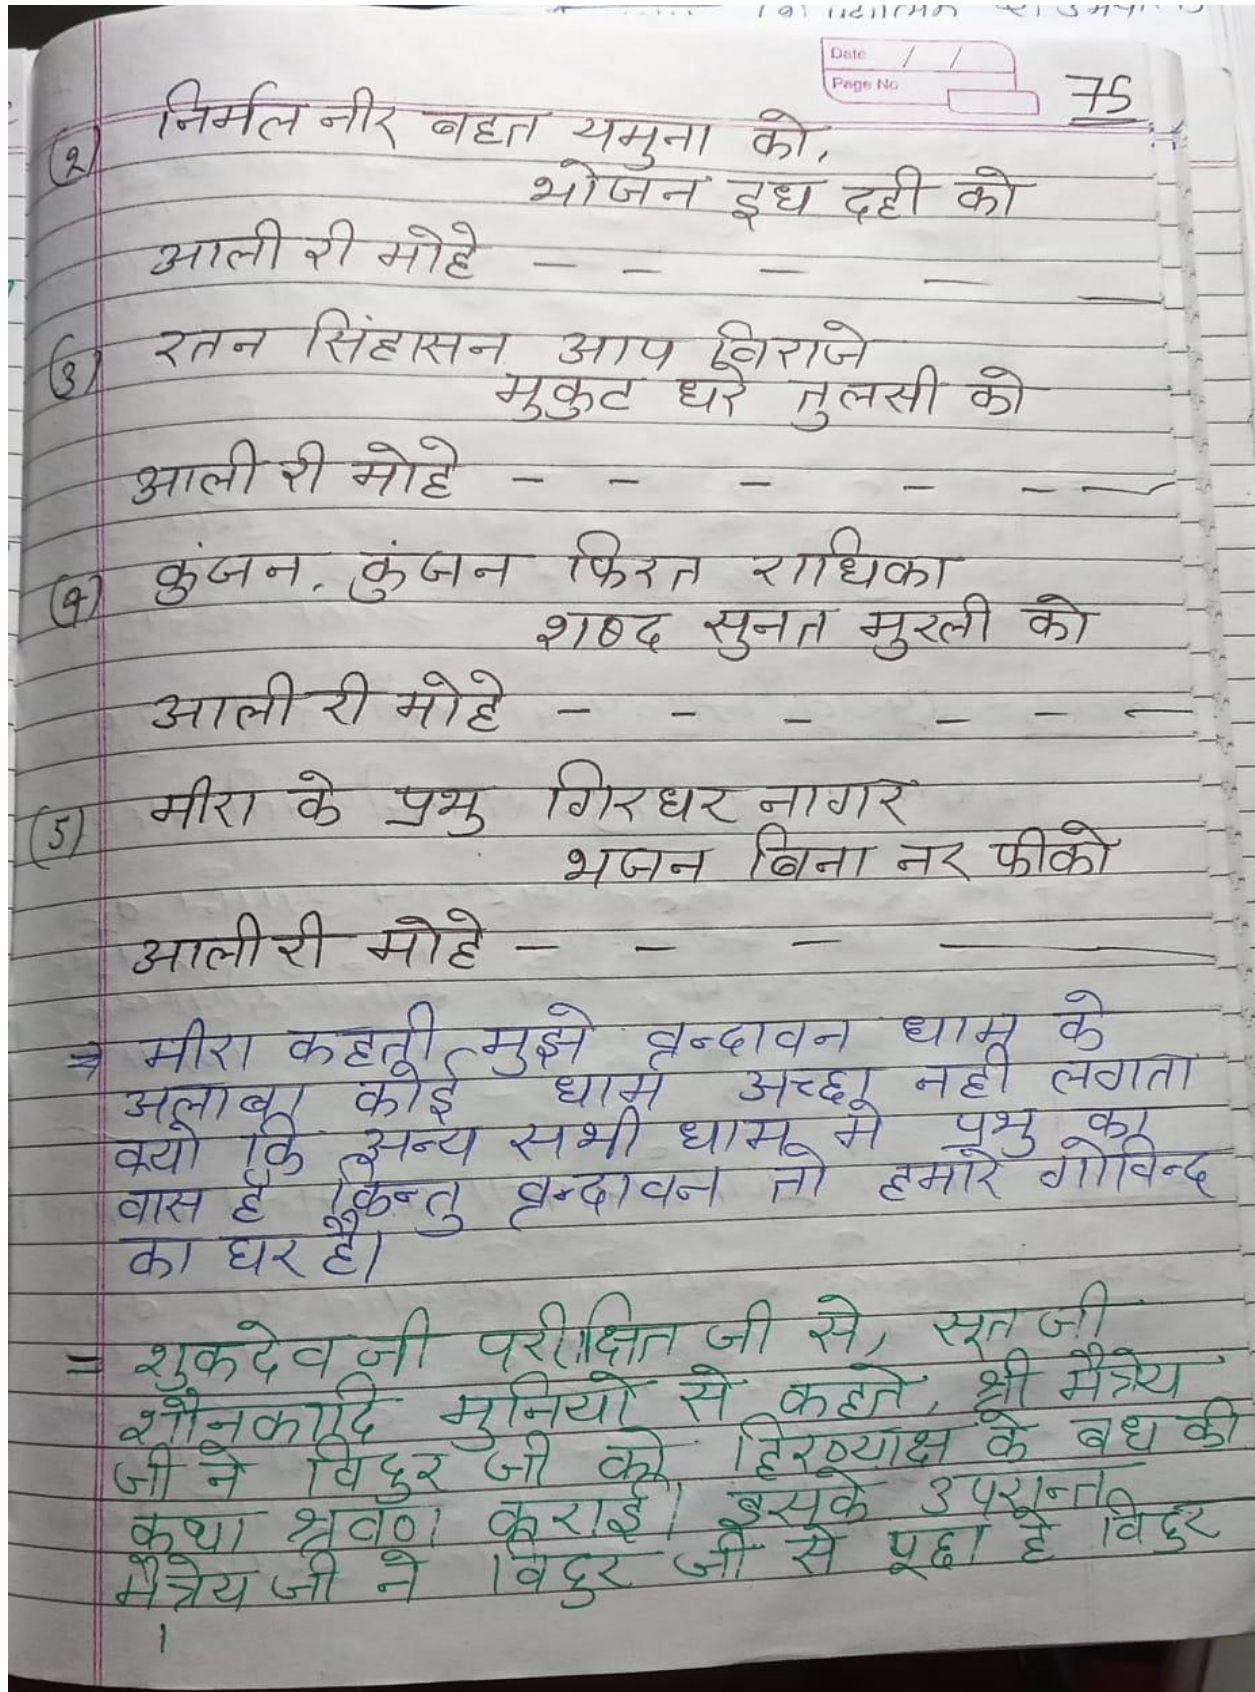 Date / /
Page No
75
(2) निर्मल नीर बहत यमुना को,
भोजन दूध दही को
आली री मोहे - - - - -
(3) रतन सिंहासन आप विराजे
मुकुट धरे तुलसी को
आली री मोहे - - - - - -
(4) कुंजन, कुंजन फिरत राधिका
शब्द सुनत मुरली को
आली री मोहे - - - - - -
(5) मीरा के प्रभु गिरधर नागर
भजन बिना नर फीको
आली री मोहे - - - -
⇒ मीरा कहती, मुझे वृन्दावन धाम के
अलाबा कोई धाम अच्छा नही लगता
क्यो कि अन्य सभी धाम मे प्रभु का
वास है किन्तु वृन्दावन तो हमारे गोविन्द
का घर है।
= शुकदेव जी परीक्षित जी से, सूत जी
शौनकादि मुनियो से कहते, श्री मैत्रेय
जी ने विदुर जी को हिरण्याक्ष के बध की
कथा श्रवण कराई। इसके उपरान्त
मैत्रेय जी ने विदुर जी से पूछा हे विदुर
।